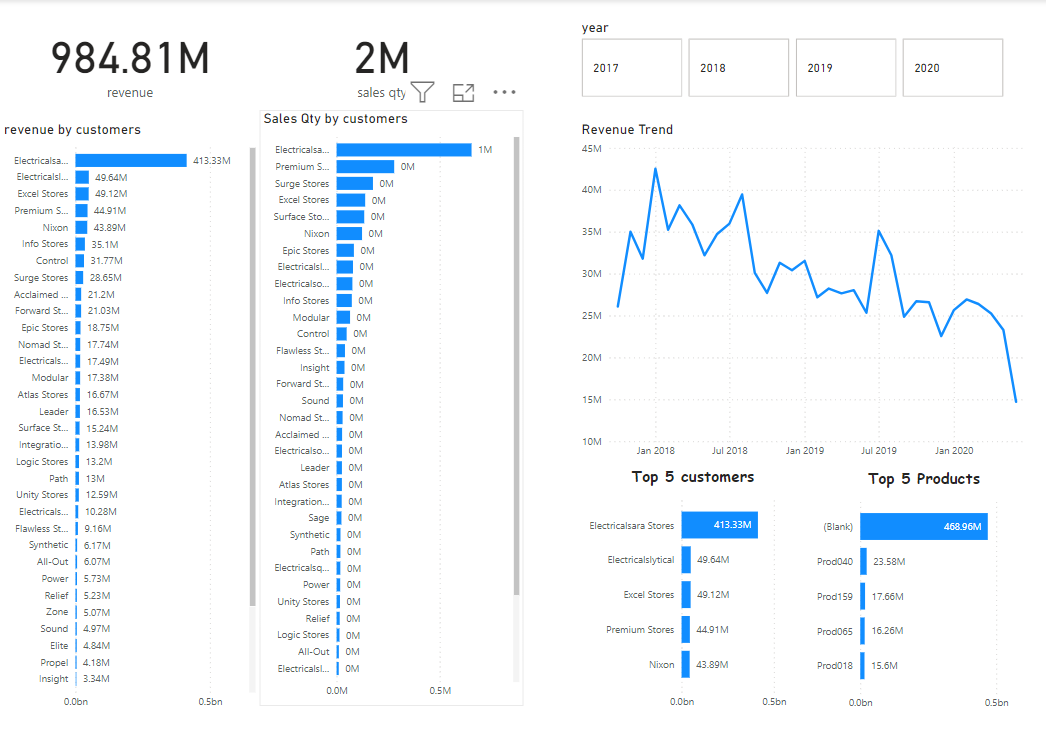 984.81M
revenue
2M
sales qty
year
2017
2018
2019
2020
revenue by customers
Electricalsa... 413.33M
Electricalsl... 49.64M
Excel Stores 49.12M
Premium S... 44.91M
Nixon 43.89M
Info Stores 35.1M
Control 31.77M
Surge Stores 28.65M
Acclaimed ... 21.2M
Forward St... 21.03M
Epic Stores 18.75M
Nomad St... 17.74M
Electricals... 17.49M
Modular 17.38M
Atlas Stores 16.67M
Leader 16.53M
Surface St... 15.24M
Integratio... 13.98M
Logic Stores 13.2M
Path 13M
Unity Stores 12.59M
Electricals... 10.28M
Flawless St... 9.16M
Synthetic 6.17M
All-Out 6.07M
Power 5.73M
Relief 5.23M
Zone 5.07M
Sound 4.97M
Elite 4.84M
Propel 4.18M
Insight 3.34M
0.0bn 0.5bn
Sales Qty by customers
Electricalsa... 1M
Premium S... 0M
Surge Stores 0M
Excel Stores 0M
Surface Sto... 0M
Nixon 0M
Epic Stores 0M
Electricalsl... 0M
Electricalso... 0M
Info Stores 0M
Modular 0M
Control 0M
Flawless St... 0M
Insight 0M
Forward St... 0M
Sound 0M
Nomad St... 0M
Acclaimed ... 0M
Electricalso... 0M
Leader 0M
Atlas Stores 0M
Integration... 0M
Sage 0M
Synthetic 0M
Path 0M
Electricalsq... 0M
Power 0M
Unity Stores 0M
Relief 0M
Logic Stores 0M
All-Out 0M
Electricalsl... 0M
0.0M 0.5M
Revenue Trend
45M
40M
35M
30M
25M
20M
15M
10M
Jan 2018 Jul 2018 Jan 2019 Jul 2019 Jan 2020
Top 5 customers
Electricalsara Stores 413.33M
Electricalslytical 49.64M
Excel Stores 49.12M
Premium Stores 44.91M
Nixon 43.89M
0.0bn 0.5bn
Top 5 Products
(Blank) 468.96M
Prod040 23.58M
Prod159 17.66M
Prod065 16.26M
Prod018 15.6M
0.0bn 0.5bn